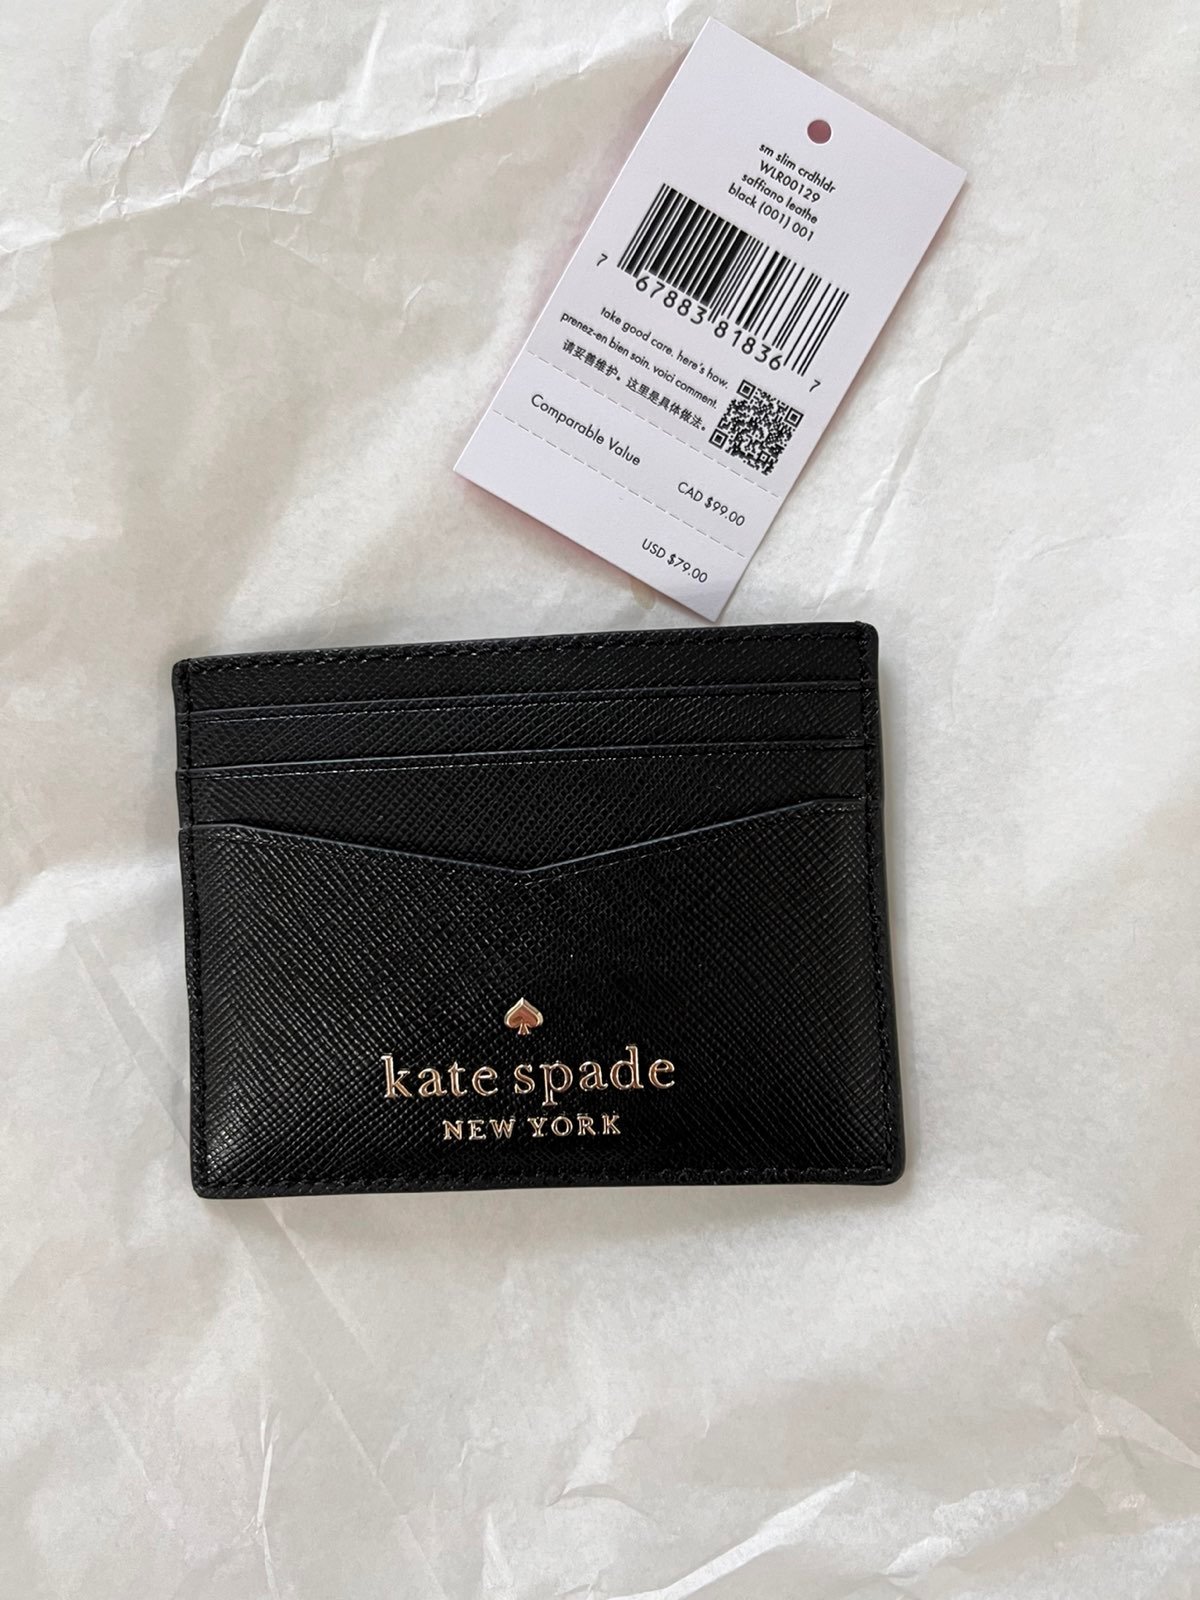 sm slim crdhldr
WLR00129
saffiano leathe
black (001) 001
7 67883 81836 7
take good care. here's how.
prenez-en bien soin. voici comment.
请妥善维护。这里是具体做法。
Comparable Value
CAD $99.00
USD $79.00
kate spade
NEW YORK